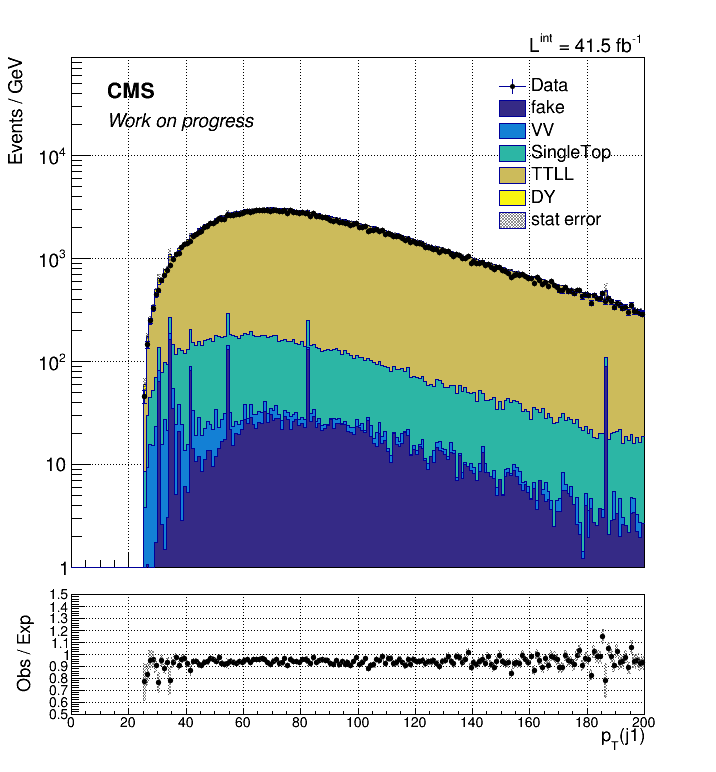 L^int = 41.5 fb^-1
Events / GeV
CMS
Work on progress
Data
fake
VV
SingleTop
TTLL
DY
stat error
10^4
10^3
10^2
10
1
Obs / Exp
1.5
1.4
1.3
1.2
1.1
1
0.9
0.8
0.7
0.6
0.5
0 20 40 60 80 100 120 140 160 180 200
p_T(j1)